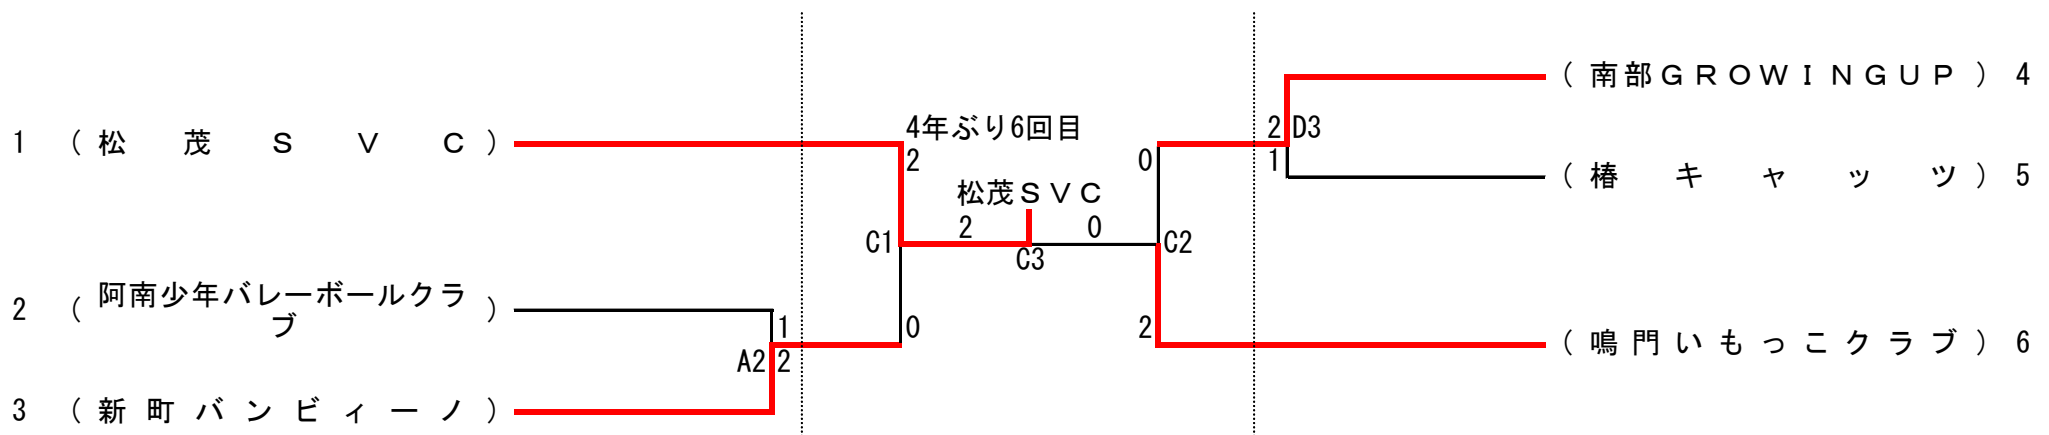 （南部ＧＲＯＷＩＮＧＵＰ） 4
4年ぶり6回目
2 D3
1 （松茂ＳＶＣ）
2
0
1
（椿キャッツ） 5
松茂ＳＶＣ
2 0
C1
C3
C2
2 （阿南少年バレーボールクラ
ブ）
1
0
2
（鳴門いもっこクラブ） 6
A2 2
3 （新町バンビィーノ）